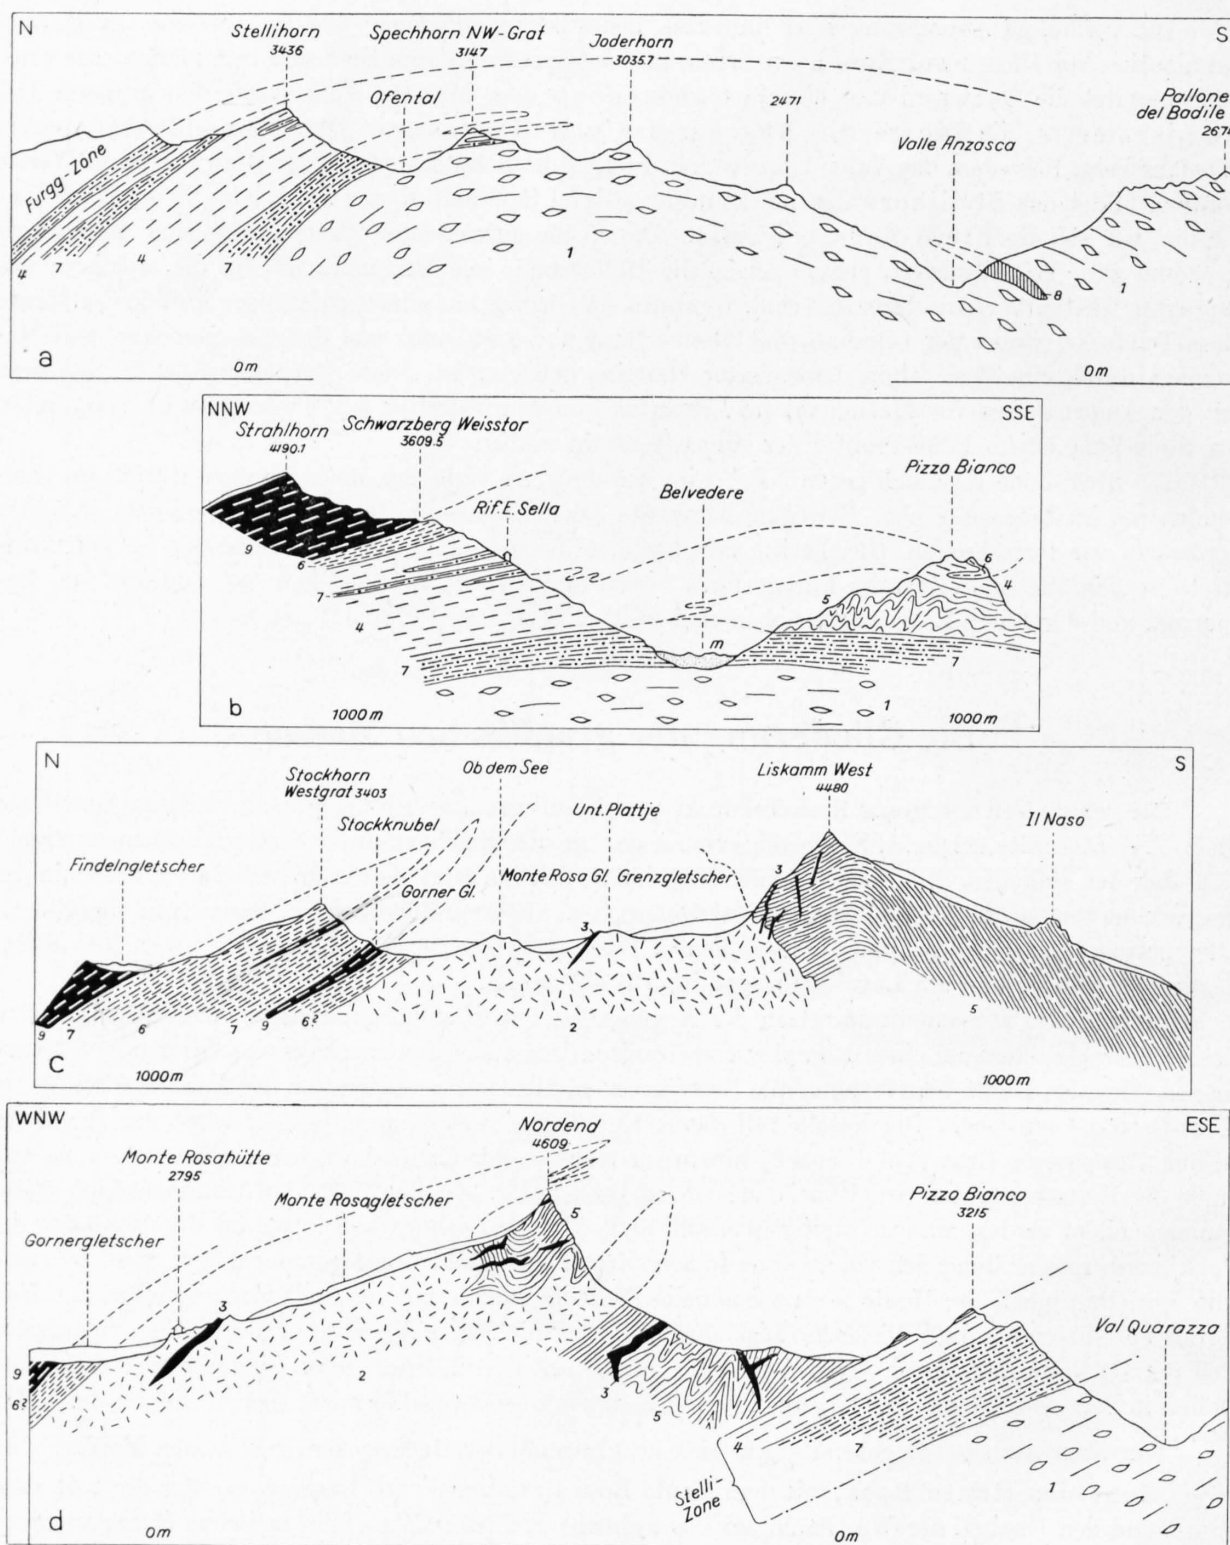 N
S
Stellihorn
3436
Spechhorn NW-Grat
3147
Joderhorn
3035.7
Ofental
2471
Pallone
del Badile
2674
Valle Anzasca
Furgg-Zone
4
7
4
7
1
8
1
a
0m
0m
NNW
SSE
Strahlhorn
4190.1
Schwarzberg Weisstor
3609.5
Rif. E. Sella
Belvedere
Pizzo Bianco
9
6
7
4
7
m
5
6
4
7
1
b
1000m
1000m
N
S
Stockhorn
Westgrat 3403
Ob dem See
Liskamm West
4480
Stockknubel
Unt. Plattje
Il Naso
Findelngletscher
Gorner Gl.
Monte Rosa Gl.
Grenzgletscher
3
3
9
7
6
7
9
6?
2
5
c
1000m
1000m
WNW
ESE
Nordend
4609
Monte Rosahütte
2795
Monte Rosagletscher
Pizzo Bianco
3215
Gornergletscher
Val Quarazza
5
3
9
6?
2
3
5
4
7
1
Stelli-
Zone
d
0m
0m